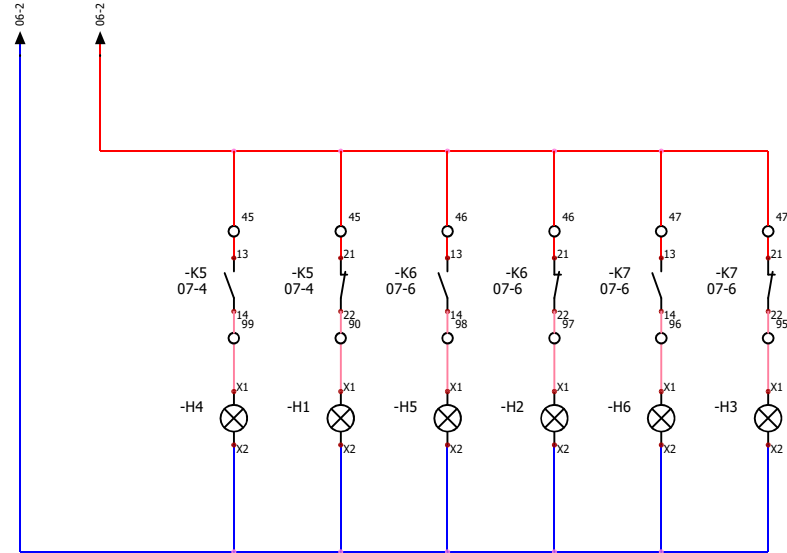 06-2 06-2
45 45 46 46 47 47
13 21 13 21 13 21
-K5 -K5 -K6 -K6 -K7 -K7
07-4 07-4 07-6 07-6 07-6 07-6
14 22 14 22 14 22
99 90 98 97 96 95
X1 X1 X1 X1 X1 X1
-H4 -H1 -H5 -H2 -H6 -H3
X2 X2 X2 X2 X2 X2